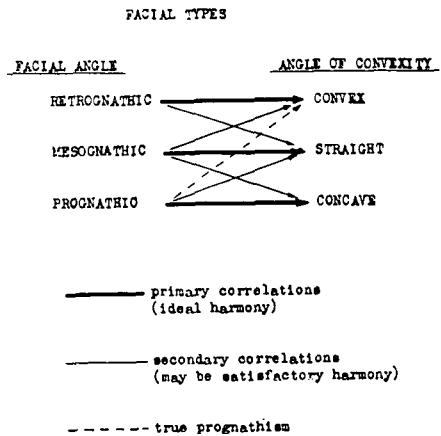 FACIAL TYPES
FACIAL ANGLE ANGLE OF CONVEXITY
RETROGNATHIC CONVEX
MESOGNATHIC STRAIGHT
PROGNATHIC CONCAVE
primary correlations
(ideal harmony)
secondary correlations
(may be satisfactory harmony)
true prognathism